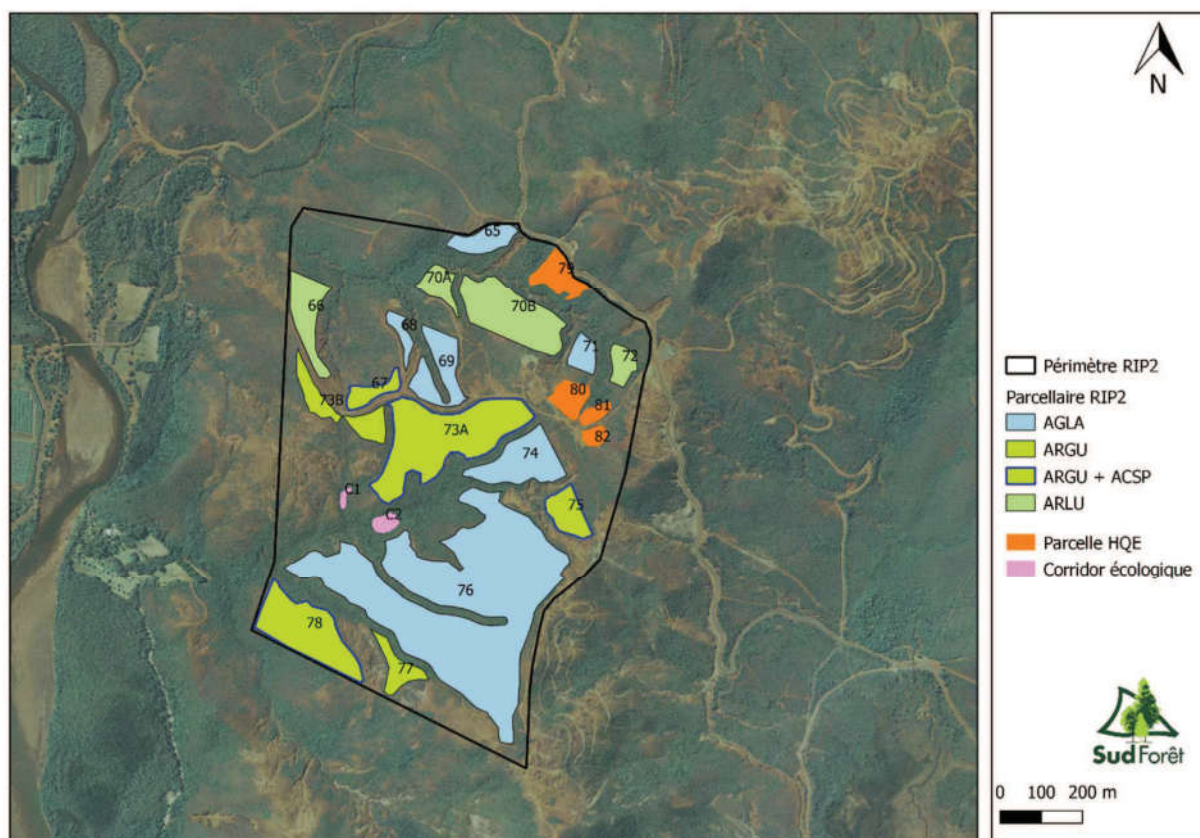 65
79
70A
70B
66
68
69
71
72
67
73B
80
81
82
73A
74
75
C1
C2
76
78
77
N
Périmètre RIP2
Parcellaire RIP2
AGLA
ARGU
ARGU + ACSP
ARLU
Parcelle HQE
Corridor écologique
Sud Forêt
0 100 200 m